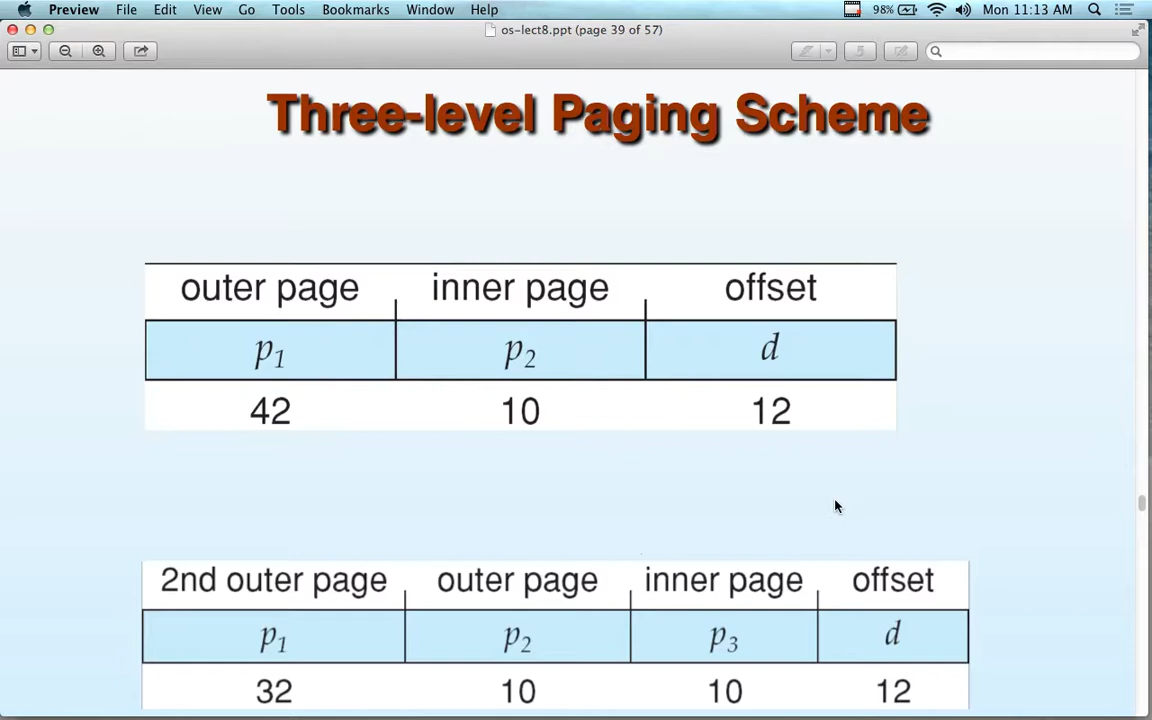 Preview File Edit View Go Tools Bookmarks Window Help 98% Mon 11:13 AM
os-lect8.ppt (page 39 of 57)
Three-level Paging Scheme
outer page inner page offset
p1 p2 d
42 10 12
2nd outer page outer page inner page offset
p1 p2 p3 d
32 10 10 12